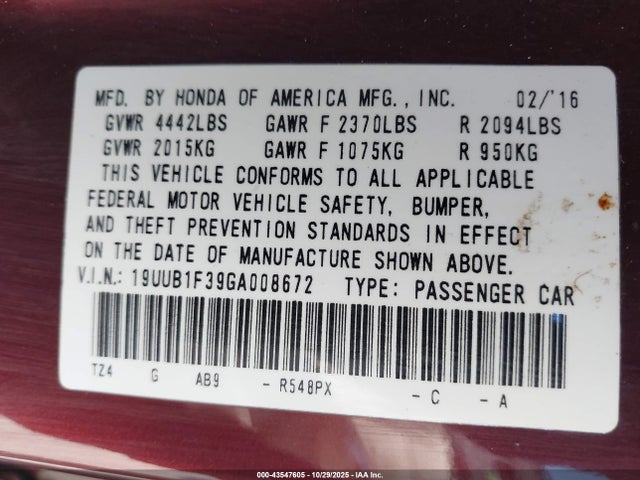 MFD. BY HONDA OF AMERICA MFG., INC. 02/'16
GVWR 4442LBS GAWR F 2370LBS R 2094LBS
GVWR 2015KG GAWR F 1075KG R 950KG
THIS VEHICLE CONFORMS TO ALL APPLICABLE
FEDERAL MOTOR VEHICLE SAFETY, BUMPER,
AND THEFT PREVENTION STANDARDS IN EFFECT
ON THE DATE OF MANUFACTURE SHOWN ABOVE.
V.I.N.: 19UUB1F39GA008672 TYPE: PASSENGER CAR
TZ4 G AB9 - R548PX - C - A
000-43547605 - 10/29/2025 - IAA Inc.